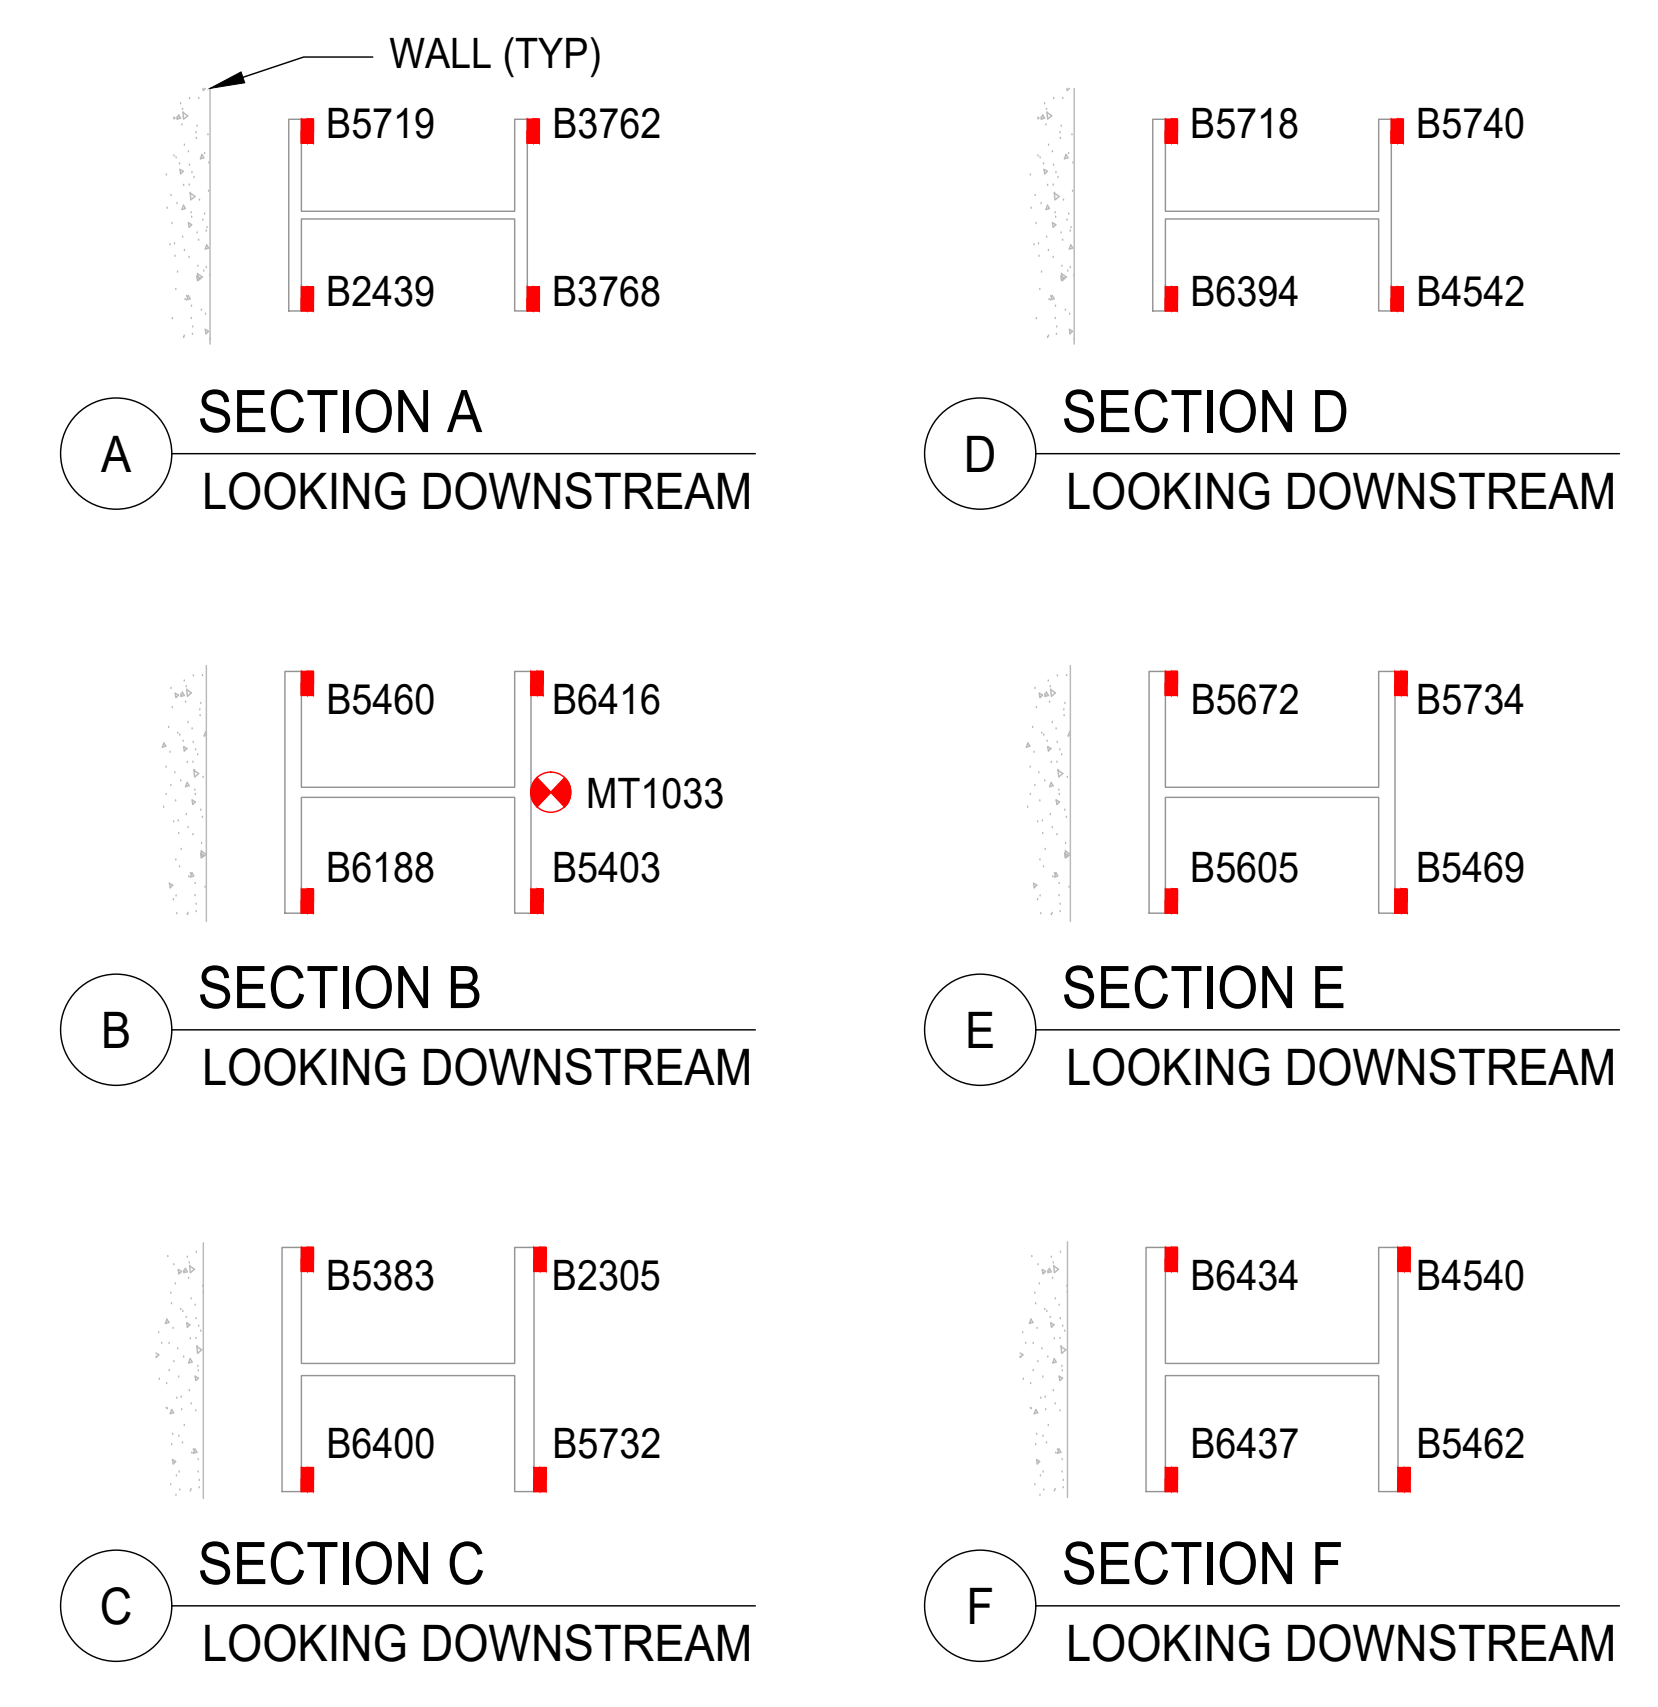 WALL (TYP)
B5719 B3762
B2439 B3768
A
SECTION A
LOOKING DOWNSTREAM
B5718 B5740
B6394 B4542
D
SECTION D
LOOKING DOWNSTREAM
B5460 B6416
MT1033
B6188 B5403
B
SECTION B
LOOKING DOWNSTREAM
B5672 B5734
B5605 B5469
E
SECTION E
LOOKING DOWNSTREAM
B5383 B2305
B6400 B5732
C
SECTION C
LOOKING DOWNSTREAM
B6434 B4540
B6437 B5462
F
SECTION F
LOOKING DOWNSTREAM